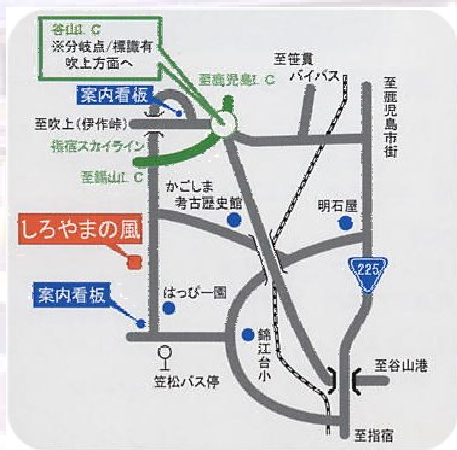 谷山I.C
※分岐点/標識有
吹上方面へ
至鹿児島I.C
至笹貫
バイパス
至鹿児島市街
案内看板
至吹上(伊作峠)
指宿スカイライン
至錫山I.C
かごしま
考古歴史館
明石屋
しろやまの風
225
案内看板
はっぴー園
錦江台小
笠松バス停
至谷山港
至指宿